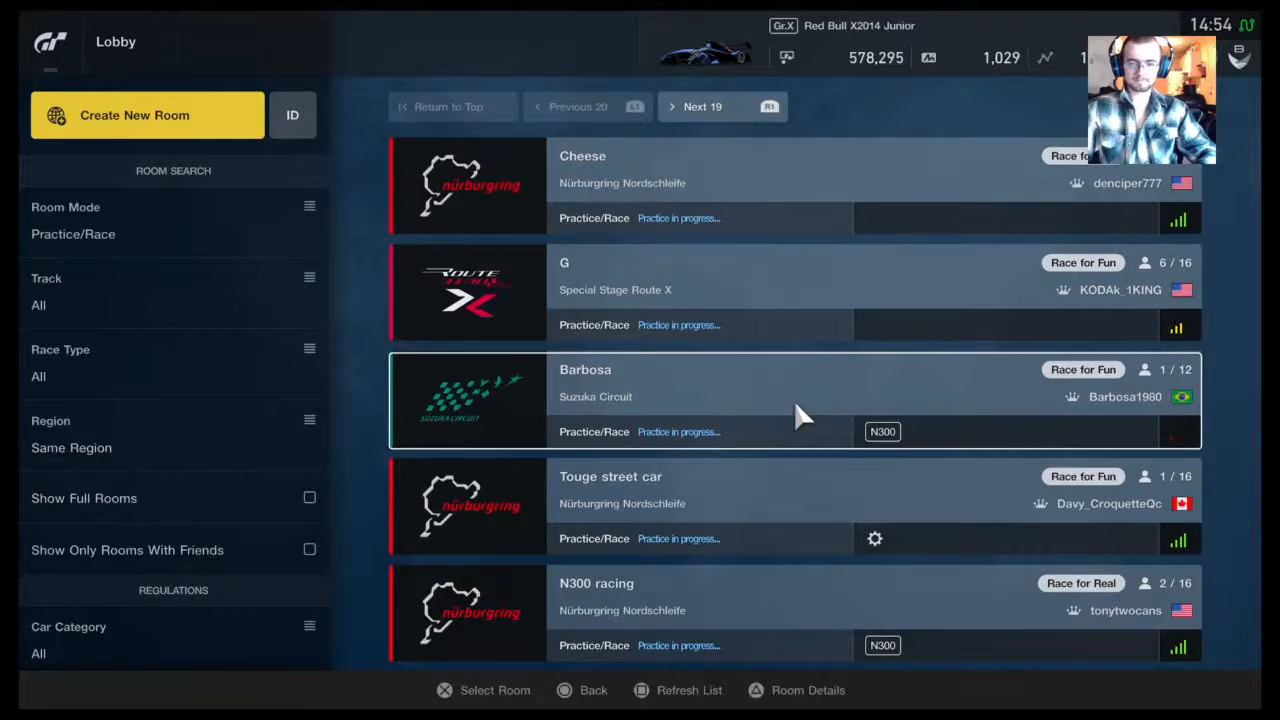 Lobby
Gr.X Red Bull X2014 Junior
14:54
578,295
1,029
B
Create New Room
ID
Return to Top
Previous 20 L1
Next 19 R1
ROOM SEARCH
Room Mode
Practice/Race
Track
All
Race Type
All
Region
Same Region
Show Full Rooms
Show Only Rooms With Friends
REGULATIONS
Car Category
All
nürburgring
Cheese
Nürburgring Nordschleife
denciper777
Practice/Race Practice in progress...
ROUTE
X
G
Race for Fun 6 / 16
Special Stage Route X
KODAk_1KING
Practice/Race Practice in progress...
SUZUKA CIRCUIT
Barbosa
Race for Fun 1 / 12
Suzuka Circuit
Barbosa1980
Practice/Race Practice in progress...
N300
nürburgring
Touge street car
Race for Fun 1 / 16
Nürburgring Nordschleife
Davy_CroquetteQc
Practice/Race Practice in progress...
nürburgring
N300 racing
Race for Real 2 / 16
Nürburgring Nordschleife
tonytwocans
Practice/Race Practice in progress...
N300
Select Room
Back
Refresh List
Room Details